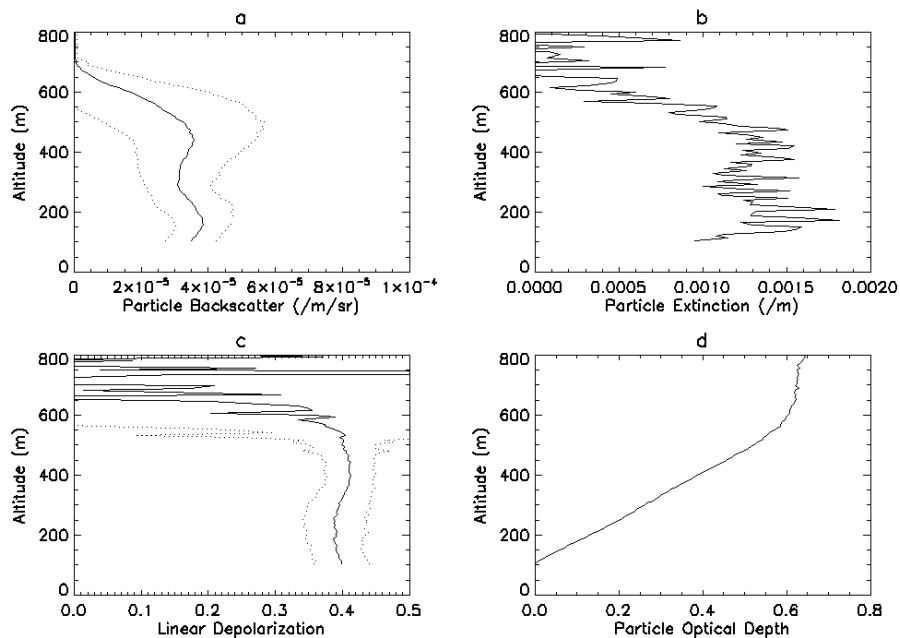 a
800
600
400
200
0
Altitude (m)
0 2×10⁻⁵ 4×10⁻⁵ 6×10⁻⁵ 8×10⁻⁵ 1×10⁻⁴
Particle Backscatter (/m/sr)
b
800
600
400
200
0
Altitude (m)
0.0000 0.0005 0.0010 0.0015 0.0020
Particle Extinction (/m)
c
800
600
400
200
0
Altitude (m)
0.0 0.1 0.2 0.3 0.4 0.5
Linear Depolarization
d
800
600
400
200
0
Altitude (m)
0.0 0.2 0.4 0.6 0.8
Particle Optical Depth